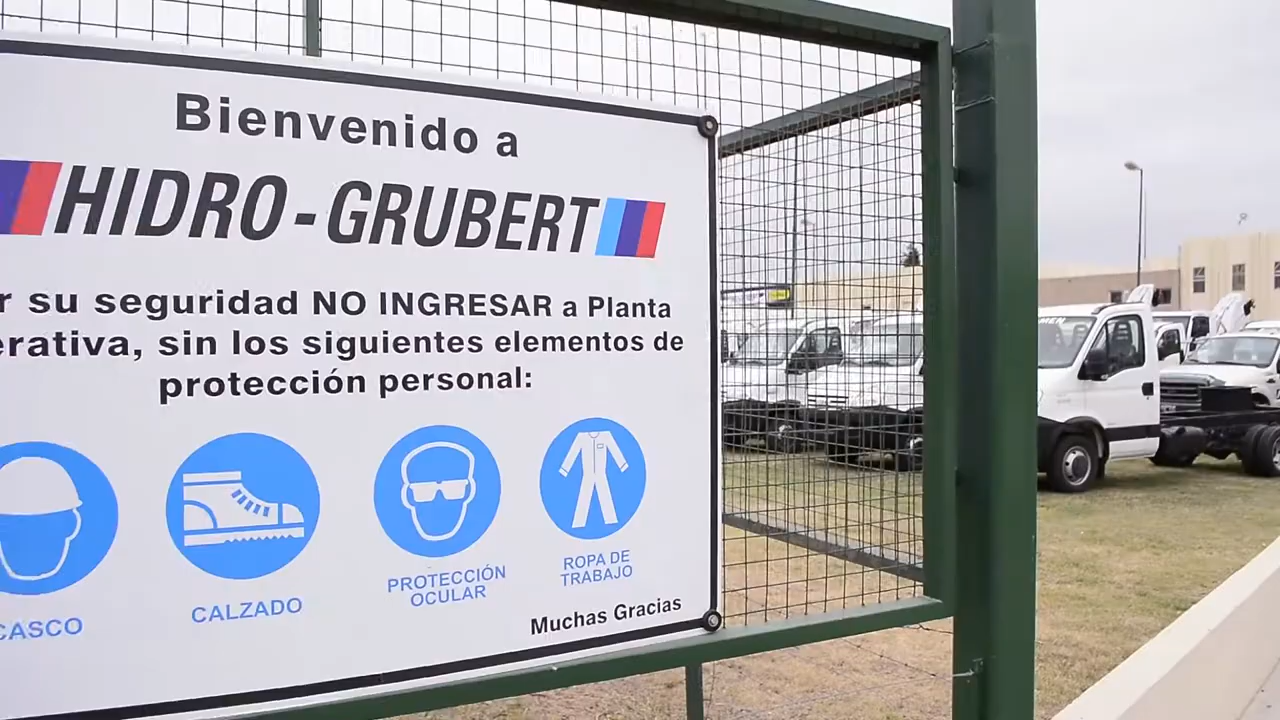 Bienvenido a
HIDRO-GRUBERT
r su seguridad NO INGRESAR a Planta
erativa, sin los siguientes elementos de
protección personal:
CASCO
CALZADO
PROTECCIÓN
OCULAR
ROPA DE
TRABAJO
Muchas Gracias